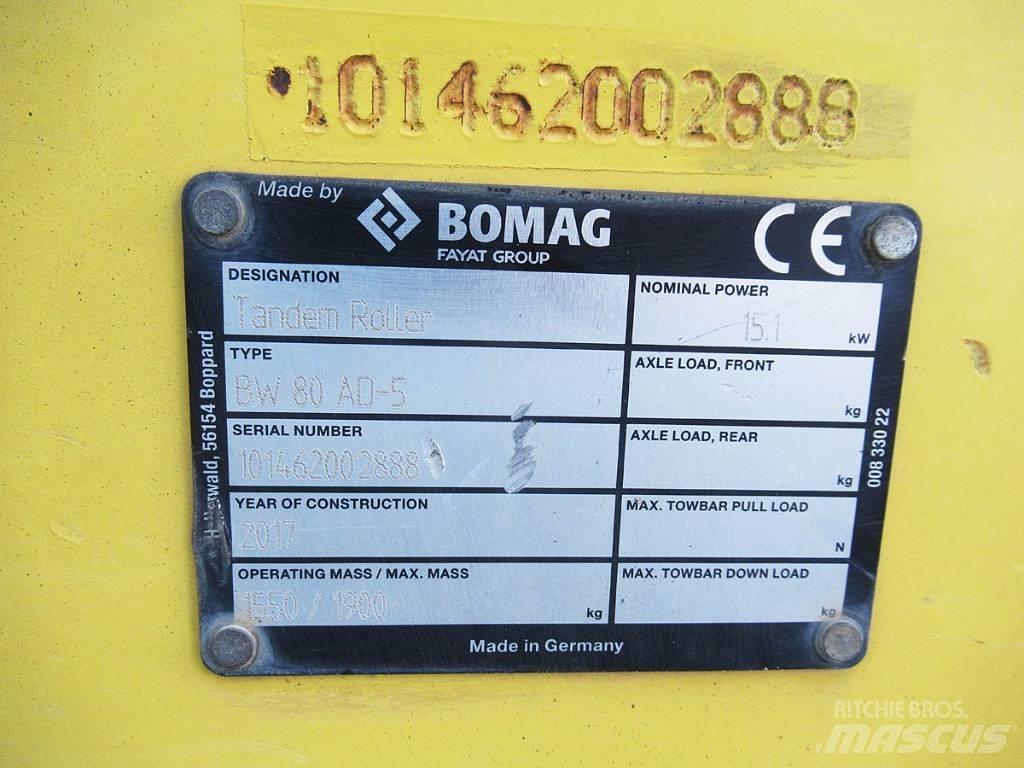 101462002888
Made by
BOMAG
FAYAT GROUP
CE
DESIGNATION
Tandem Roller
NOMINAL POWER
15.1 kW
TYPE
BW 80 AD-5
AXLE LOAD, FRONT
kg
SERIAL NUMBER
101462002888
AXLE LOAD, REAR
kg
YEAR OF CONSTRUCTION
2017
MAX. TOWBAR PULL LOAD
N
OPERATING MASS / MAX. MASS
1550 / 1900 kg
MAX. TOWBAR DOWN LOAD
kg
Made in Germany
56154 Boppard
008 330 22
RITCHIE BROS.
MASCUS